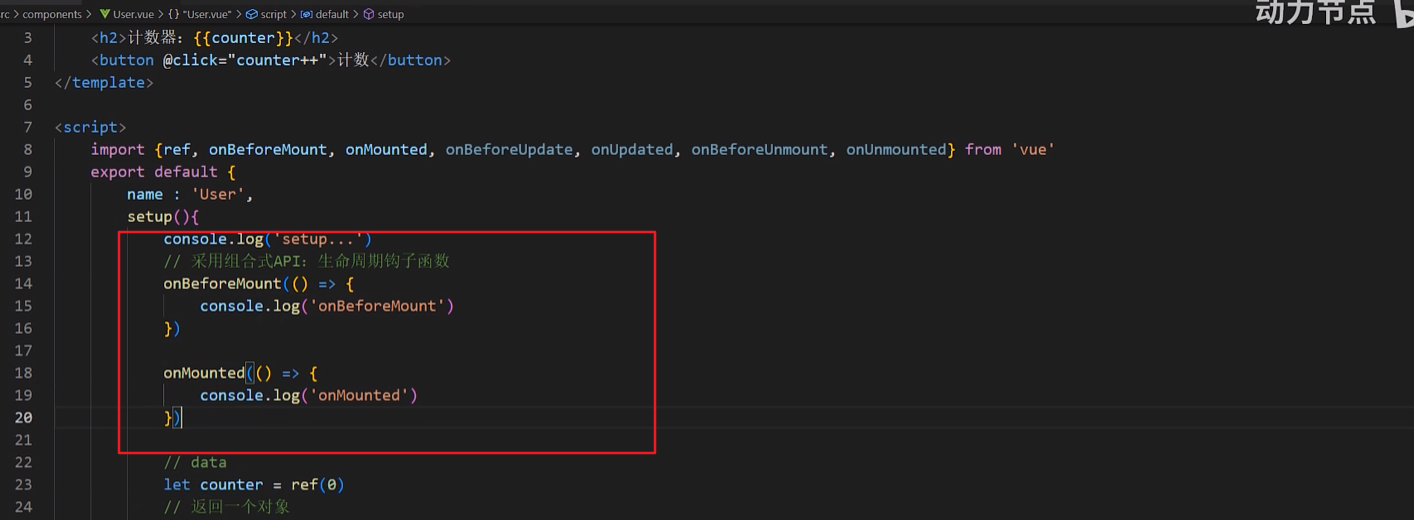 rc > components > User.vue > {} "User.vue" > script > default > setup
动力节点
3 <h2>计数器：{{counter}}</h2>
4 <button @click="counter++">计数</button>
5 </template>
6
7 <script>
8 import {ref, onBeforeMount, onMounted, onBeforeUpdate, onUpdated, onBeforeUnmount, onUnmounted} from 'vue'
9 export default {
10 name : 'User',
11 setup(){
12 console.log('setup...')
13 // 采用组合式API：生命周期钩子函数
14 onBeforeMount(() => {
15 console.log('onBeforeMount')
16 })
17
18 onMounted(() => {
19 console.log('onMounted')
20 })
21
22 // data
23 let counter = ref(0)
24 // 返回一个对象